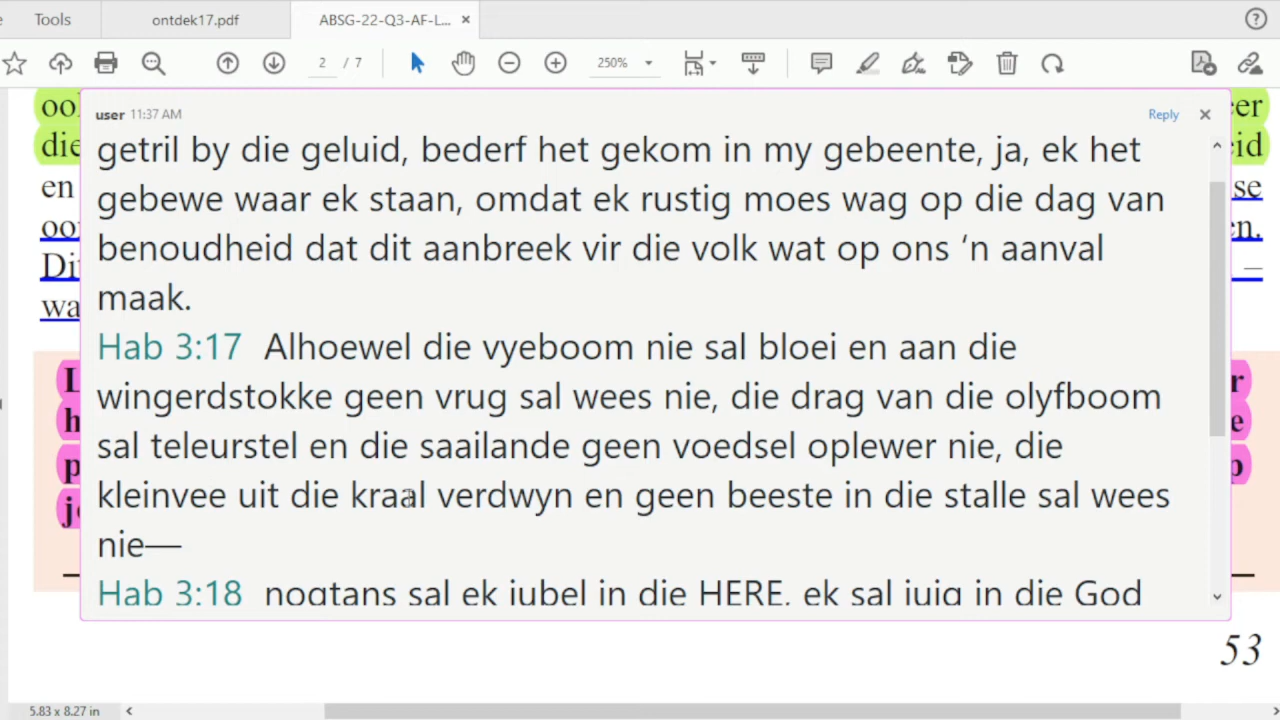 Tools
ontdek17.pdf
ABSG-22-Q3-AF-L...
2 / 7
250%
user 11:37 AM
Reply
getril by die geluid, bederf het gekom in my gebeente, ja, ek het
gebewe waar ek staan, omdat ek rustig moes wag op die dag van
benoudheid dat dit aanbreek vir die volk wat op ons ‘n aanval
maak.
Hab 3:17 Alhoewel die vyeboom nie sal bloei en aan die
wingerdstokke geen vrug sal wees nie, die drag van die olyfboom
sal teleurstel en die saailande geen voedsel oplewer nie, die
kleinvee uit die kraal verdwyn en geen beeste in die stalle sal wees
nie—
Hab 3:18 nogtans sal ek jubel in die HERE, ek sal juig in die God
die
en
se
53
5.83 x 8.27 in